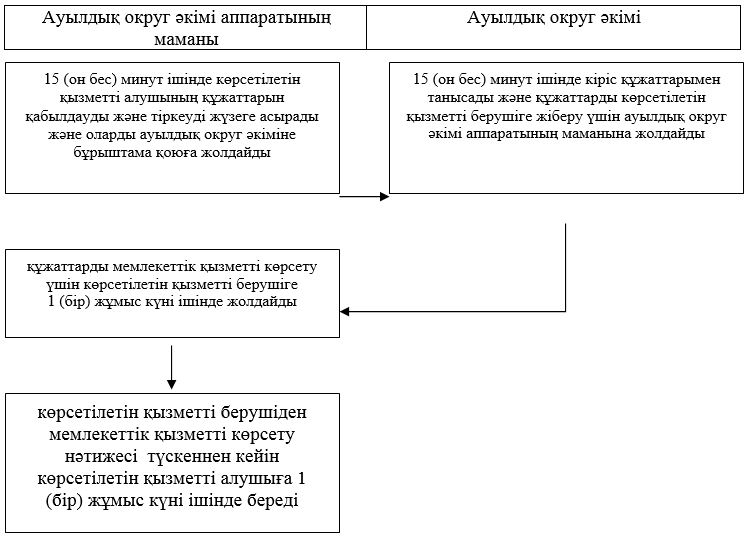 Ауылдық округ әкімі аппаратының
маманы
Ауылдық округ әкімі
15 (он бес) минут ішінде көрсетілетін
қызметті алушының құжаттарын
қабылдауды және тіркеуді жүзеге асырады
және оларды ауылдық округ әкіміне
бұрыштама қоюға жолдайды
15 (он бес) минут ішінде кіріс құжаттарымен
танысады және құжаттарды көрсетілетін
қызметті берушіге жіберу үшін ауылдық округ
әкімі аппаратының маманына жолдайды
құжаттарды мемлекеттік қызметті көрсету
үшін көрсетілетін қызметті берушіге
1 (бір) жұмыс күні ішінде жолдайды
көрсетілетін қызметті берушіден
мемлекеттік қызметті көрсету
нәтижесі түскеннен кейін
көрсетілетін қызметті алушыға 1
(бір) жұмыс күні ішінде береді